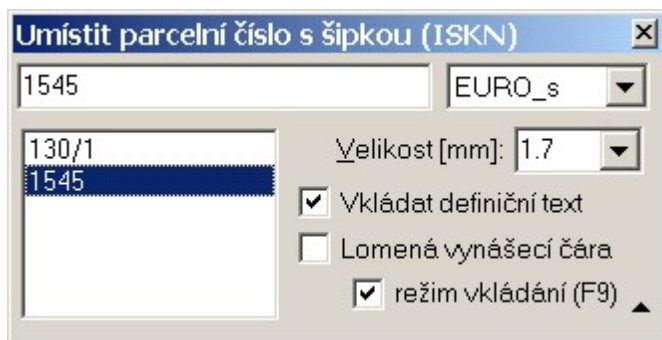 Umístit parcelní číslo s šipkou (ISKN)
1545 EURO_s
130/1
1545
Velikost [mm]: 1.7
Vkládat definiční text
Lomená vynášecí čára
režim vkládání (F9)